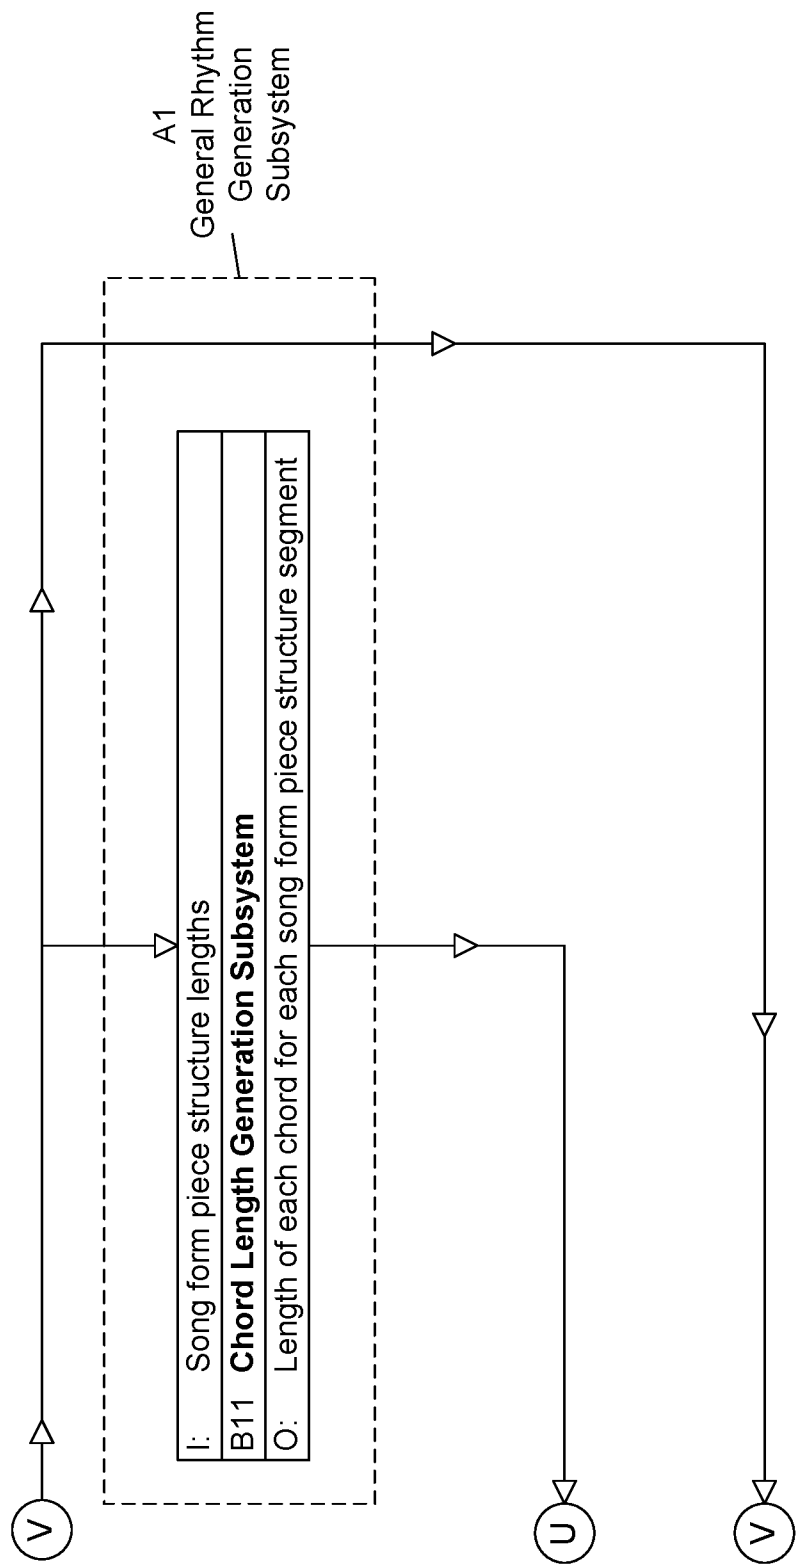 A1
General Rhythm
Generation
Subsystem
V
I: Song form piece structure lengths
B11 Chord Length Generation Subsystem
O: Length of each chord for each song form piece structure segment
U
V